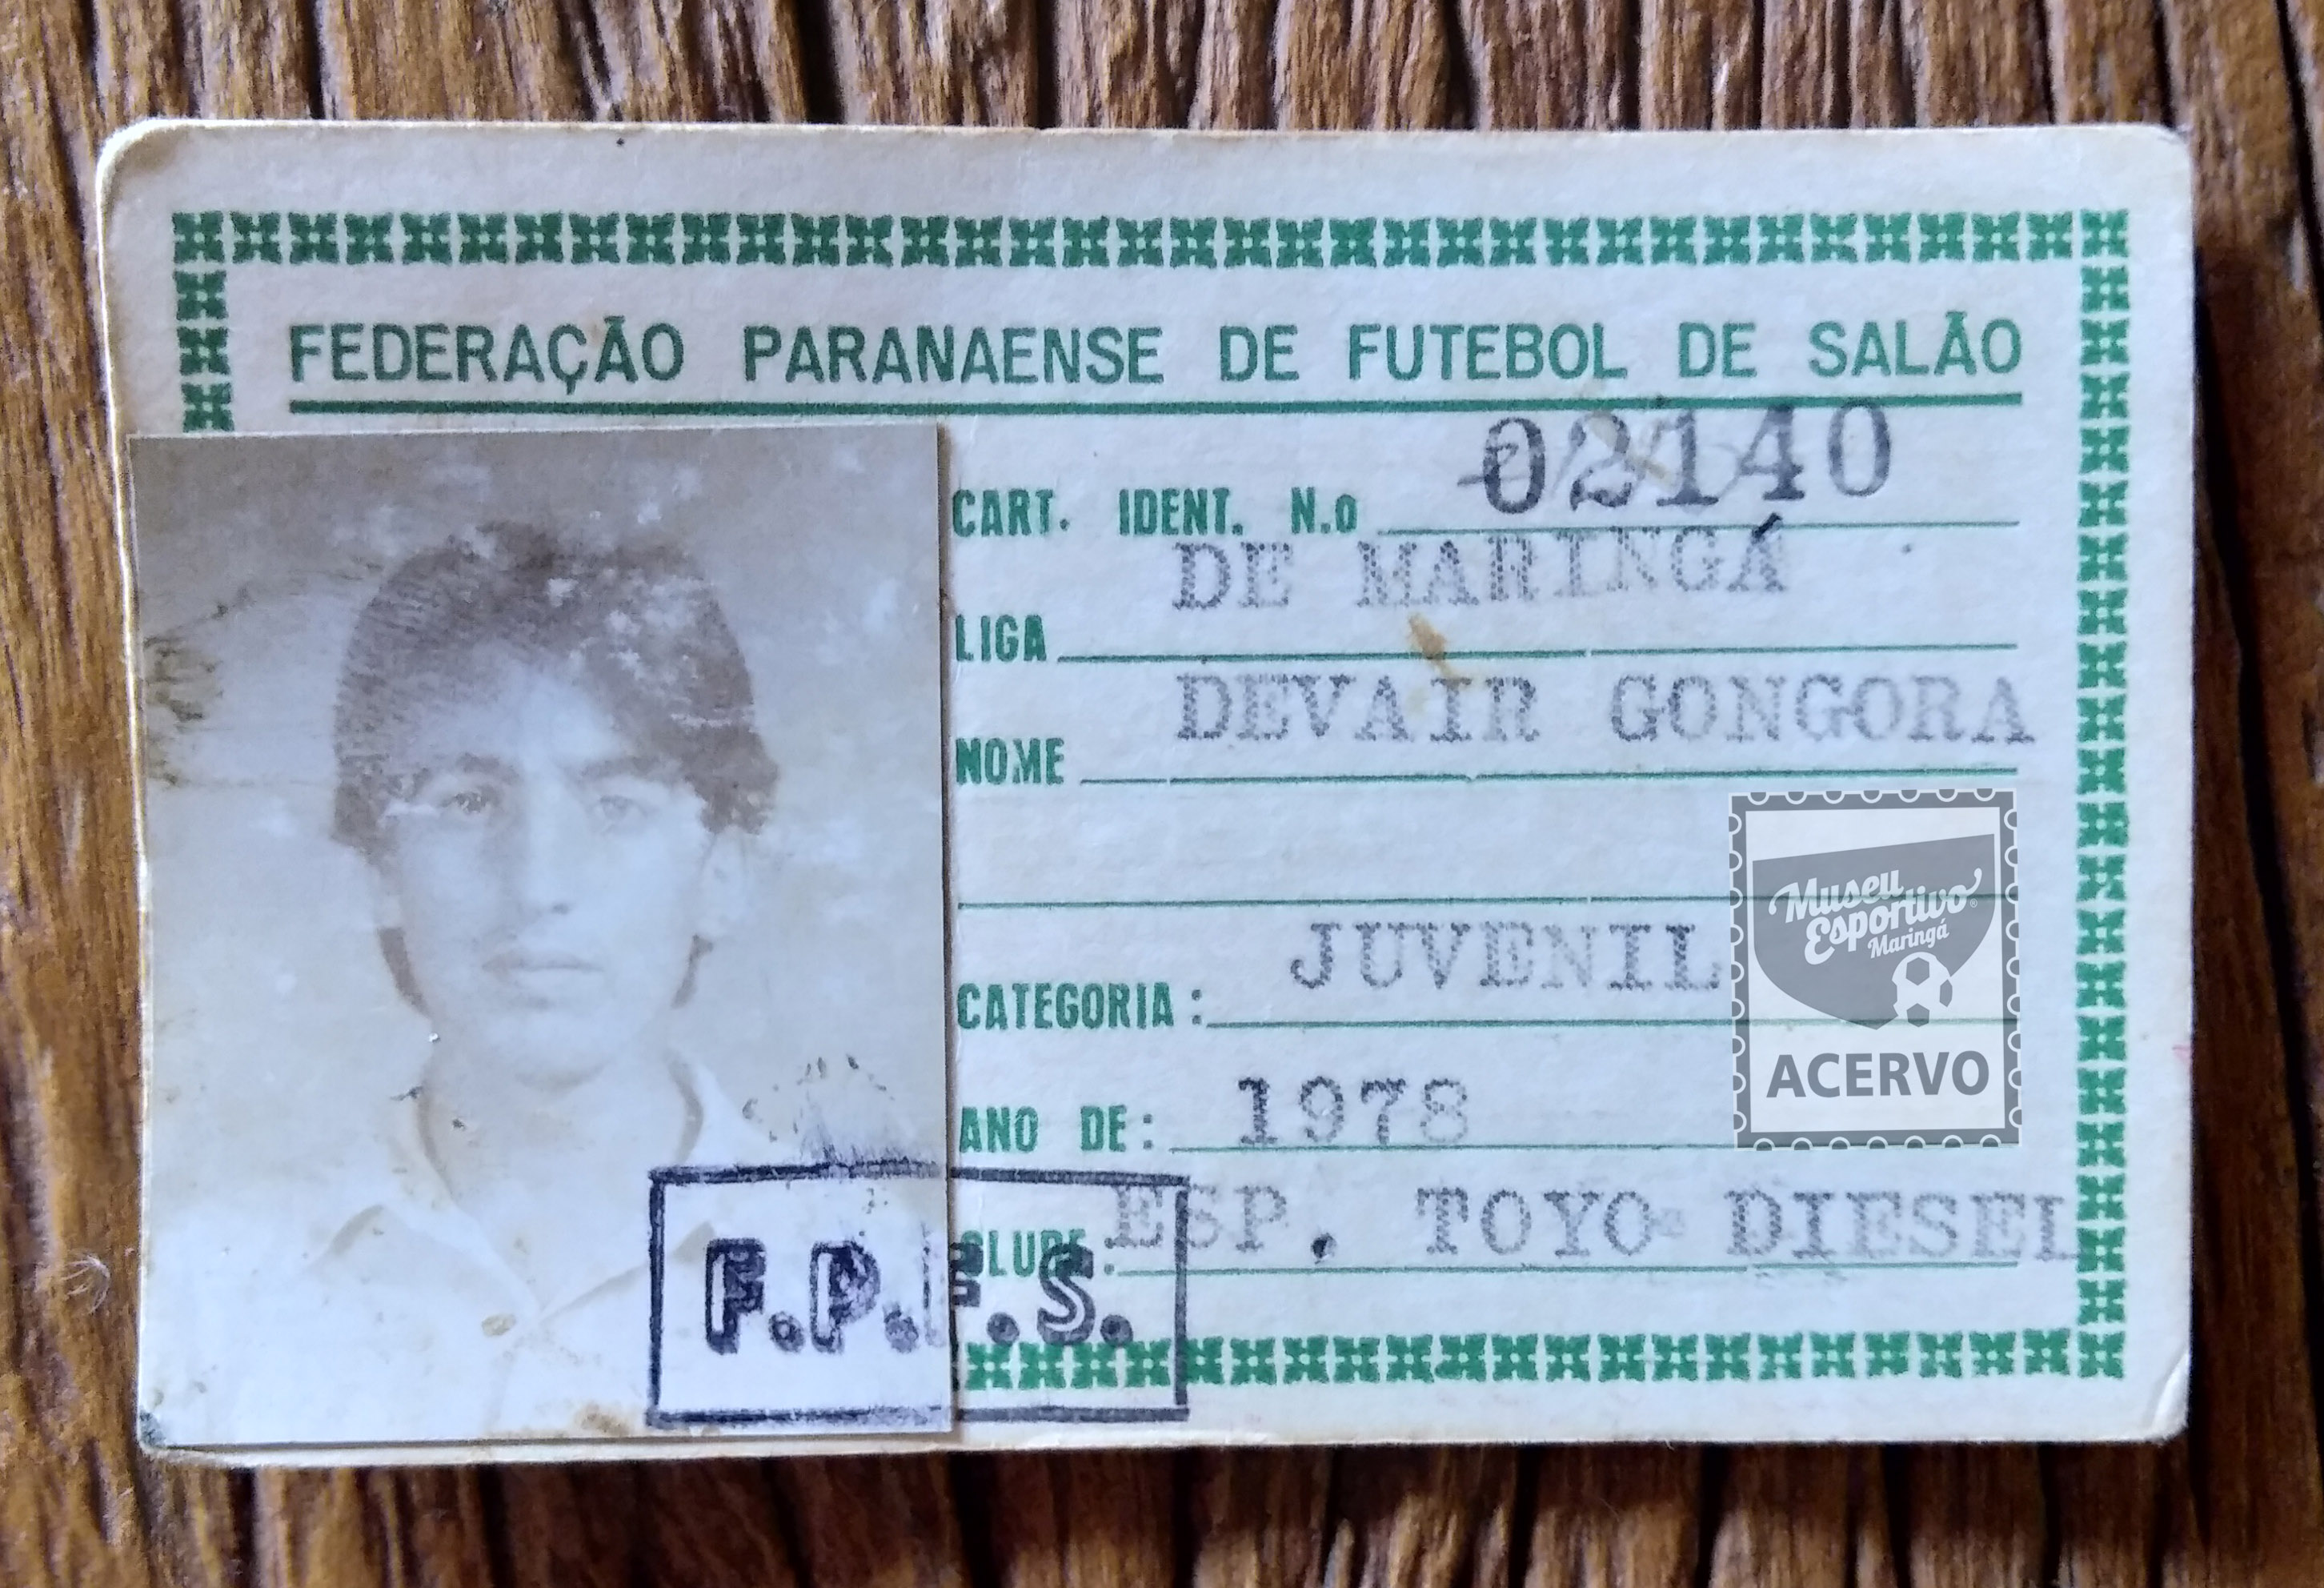 FEDERAÇÃO PARANAENSE DE FUTEBOL DE SALÃO
CART. IDENT. N.o 02140
LIGA DE MARINGÁ
NOME DEVAIR GONGORA
CATEGORIA: JUVENIL
ANO DE: 1978
CLUBE: ESP. TOYO DIESEL
F.P.F.S.
Museu
Esportivo
Maringá
ACERVO